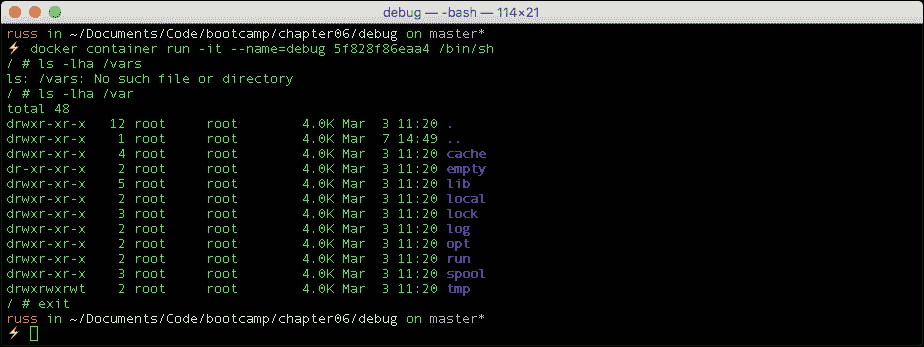 debug — -bash — 114×21
russ in ~/Documents/Code/bootcamp/chapter06/debug on master*
⚡ docker container run -it --name=debug 5f828f86eaa4 /bin/sh
/ # ls -lha /vars
ls: /vars: No such file or directory
/ # ls -lha /var
total 48
drwxr-xr-x   12 root     root        4.0K Mar  3 11:20 .
drwxr-xr-x    1 root     root        4.0K Mar  7 14:49 ..
drwxr-xr-x    4 root     root        4.0K Mar  3 11:20 cache
dr-xr-xr-x    2 root     root        4.0K Mar  3 11:20 empty
drwxr-xr-x    5 root     root        4.0K Mar  3 11:20 lib
drwxr-xr-x    2 root     root        4.0K Mar  3 11:20 local
drwxr-xr-x    3 root     root        4.0K Mar  3 11:20 lock
drwxr-xr-x    2 root     root        4.0K Mar  3 11:20 log
drwxr-xr-x    2 root     root        4.0K Mar  3 11:20 opt
drwxr-xr-x    2 root     root        4.0K Mar  3 11:20 run
drwxr-xr-x    3 root     root        4.0K Mar  3 11:20 spool
drwxrwxrwt    2 root     root        4.0K Mar  3 11:20 tmp
/ # exit
russ in ~/Documents/Code/bootcamp/chapter06/debug on master*
⚡